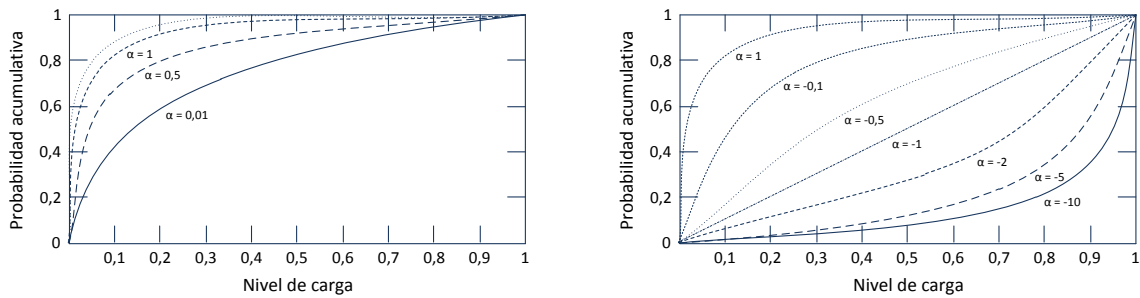 Probabilidad acumulativa
1
0,8
0,6
0,4
0,2
0
α = 1
α = 0,5
α = 0,01
0,1 0,2 0,3 0,4 0,5 0,6 0,7 0,8 0,9 1
Nivel de carga
Probabilidad acumulativa
1
0,8
0,6
0,4
0,2
0
α = 1
α = -0,1
α = -0,5
α = -1
α = -2
α = -5
α = -10
0,1 0,2 0,3 0,4 0,5 0,6 0,7 0,8 0,9 1
Nivel de carga